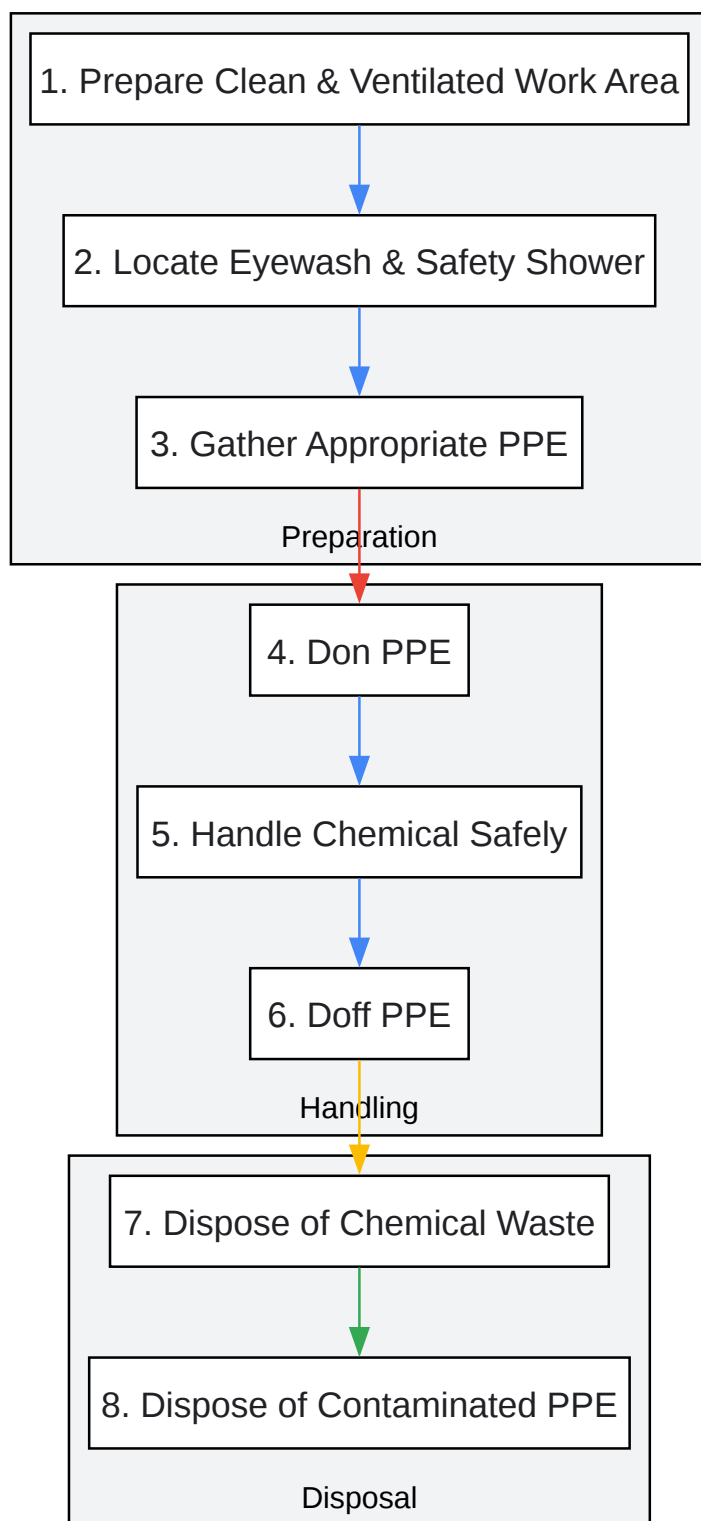 1. Prepare Clean & Ventilated Work Area
2. Locate Eyewash & Safety Shower
3. Gather Appropriate PPE
Preparation
4. Don PPE
5. Handle Chemical Safely
6. Doff PPE
Handling
7. Dispose of Chemical Waste
8. Dispose of Contaminated PPE
Disposal